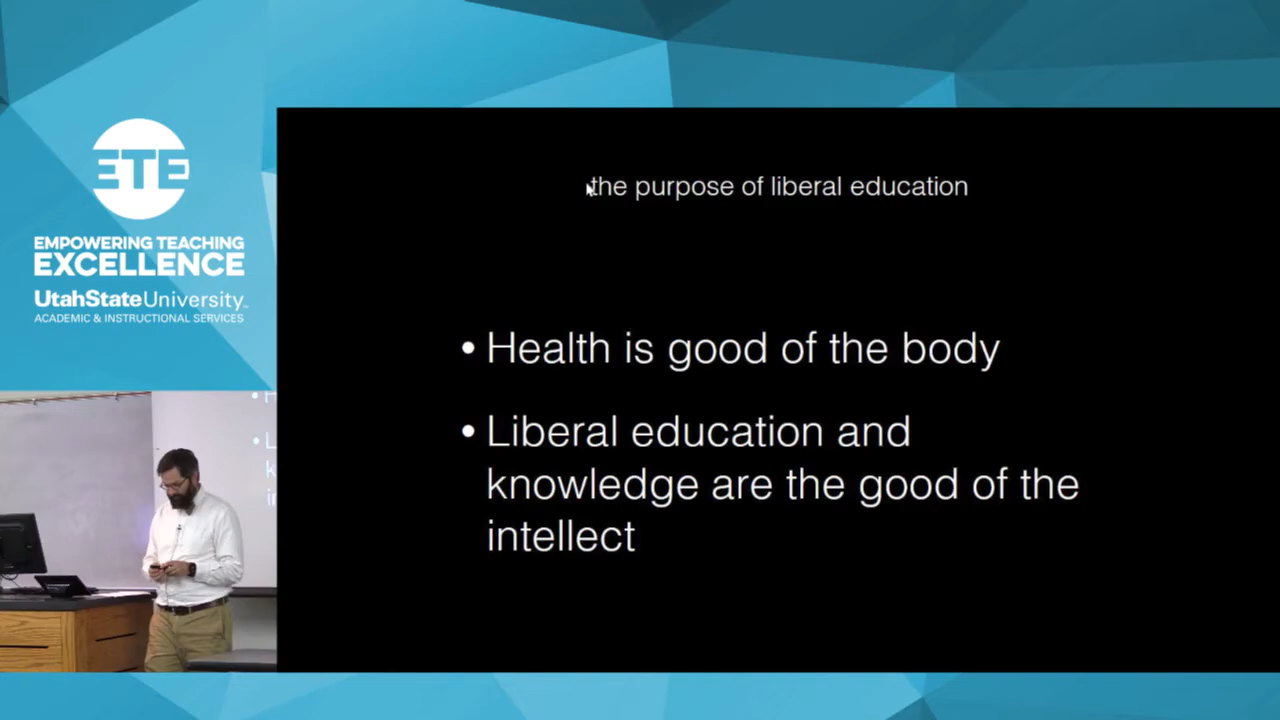 ETE
EMPOWERING TEACHING
EXCELLENCE
UtahStateUniversity
ACADEMIC & INSTRUCTIONAL SERVICES
the purpose of liberal education
• Health is good of the body
• Liberal education and
knowledge are the good of the
intellect